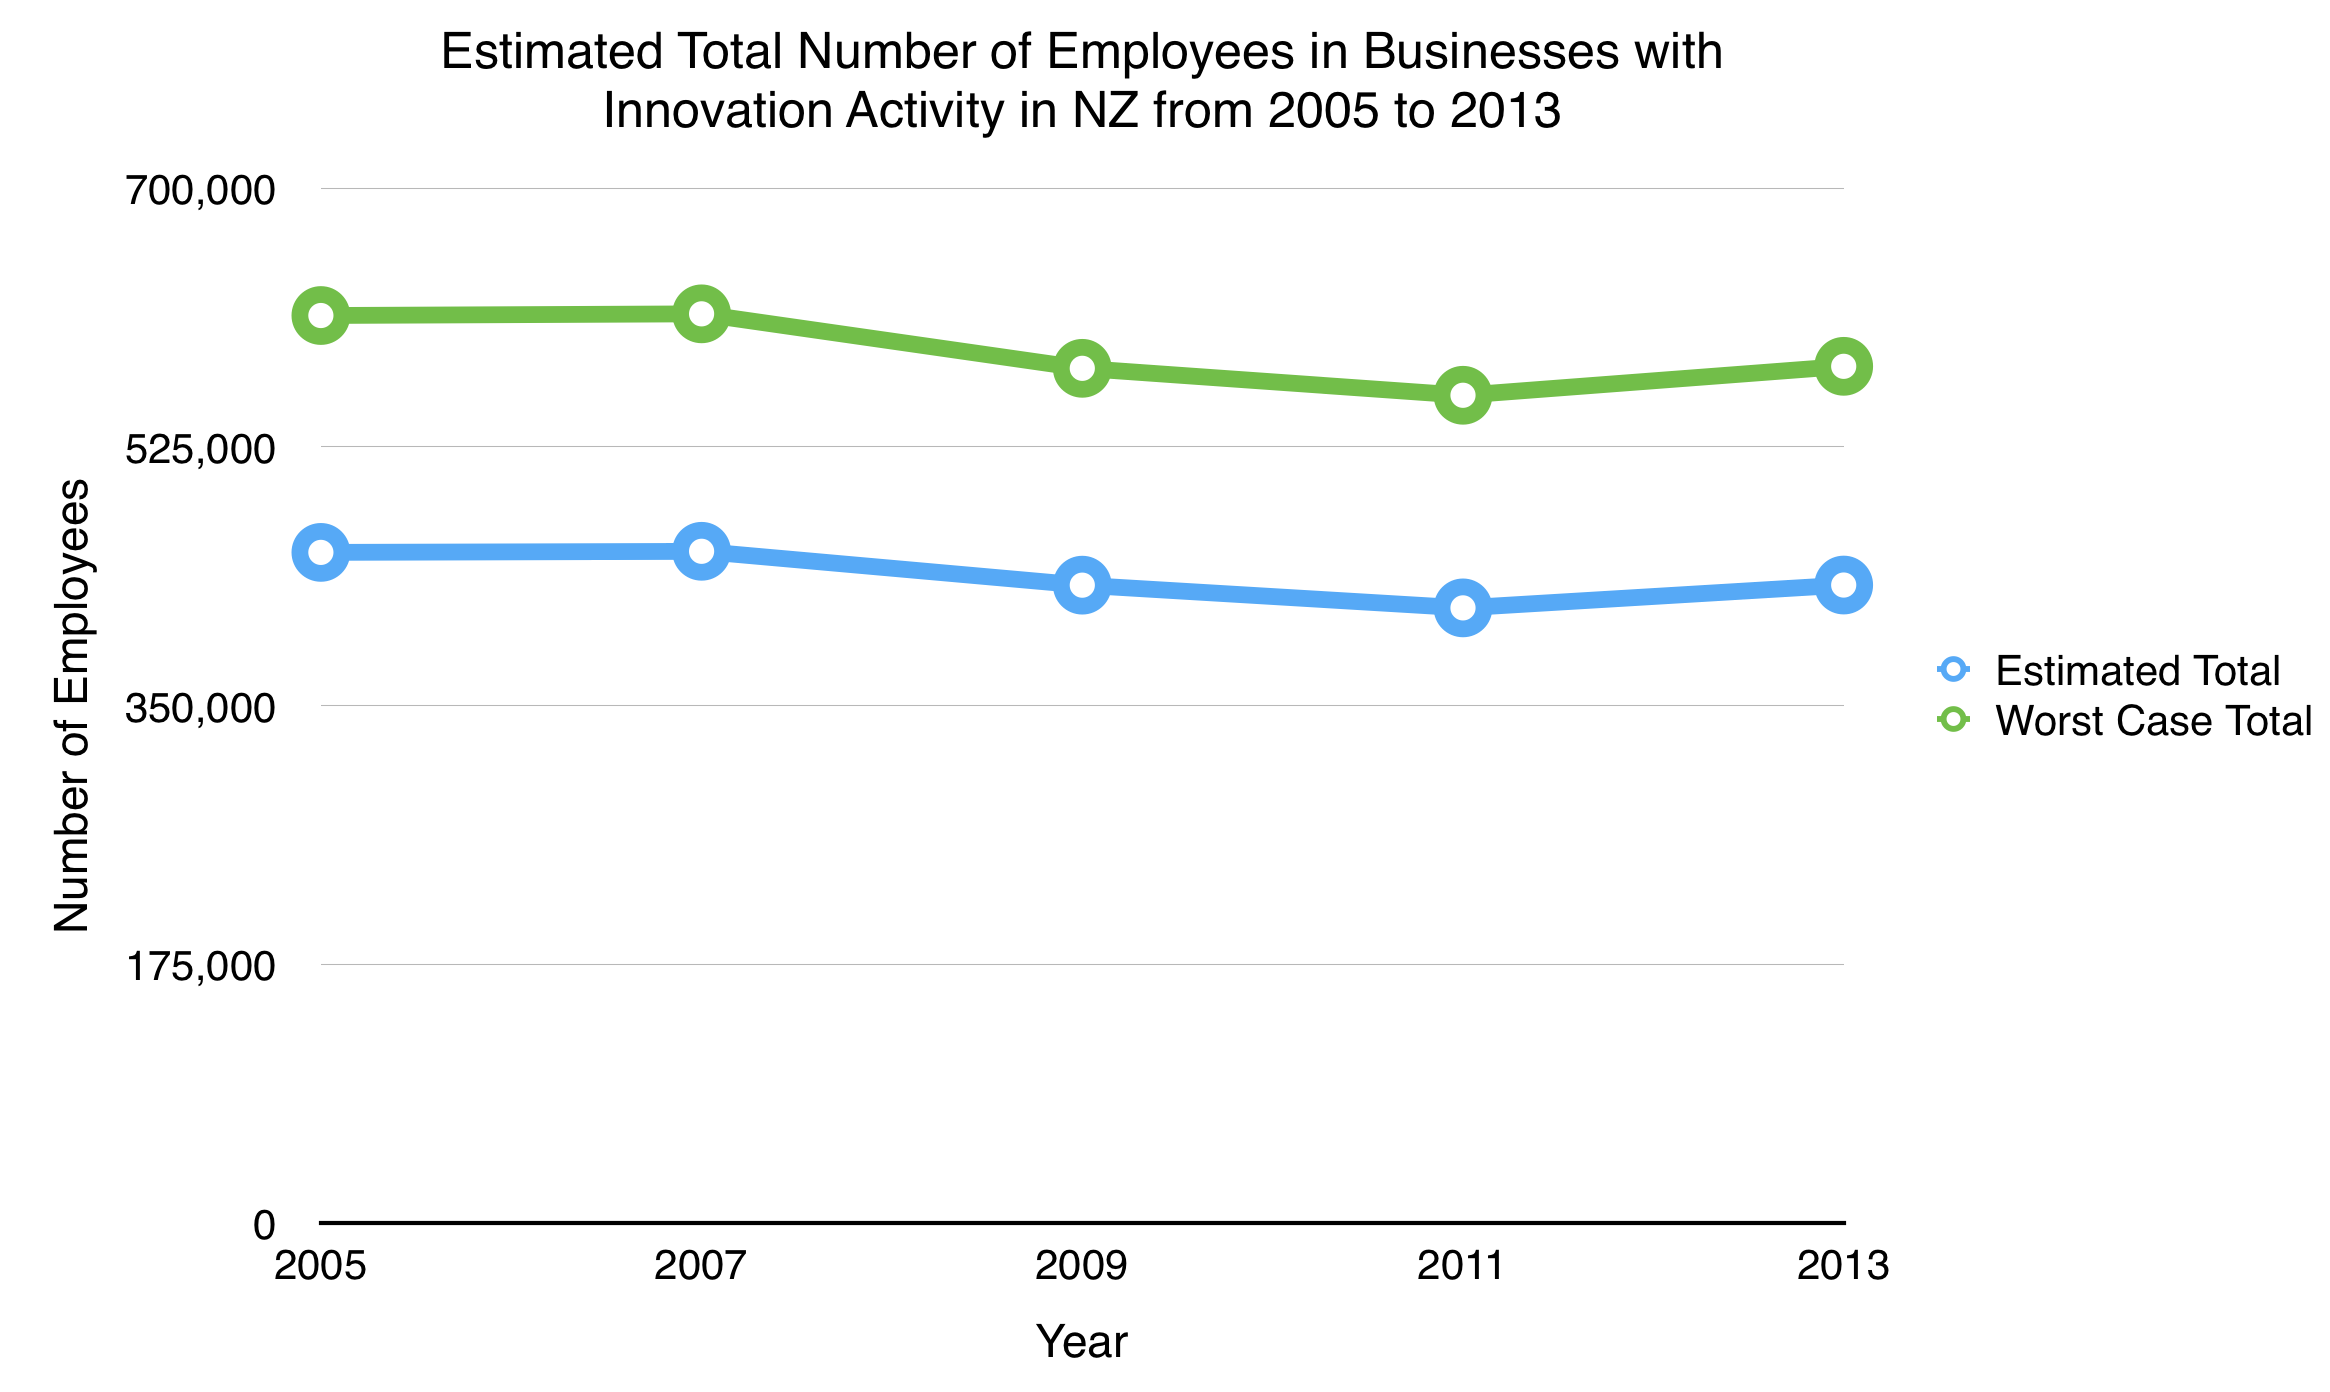 Estimated Total Number of Employees in Businesses with
Innovation Activity in NZ from 2005 to 2013
700,000
525,000
350,000
175,000
0
Number of Employees
2005
2007
2009
2011
2013
Year
Estimated Total
Worst Case Total